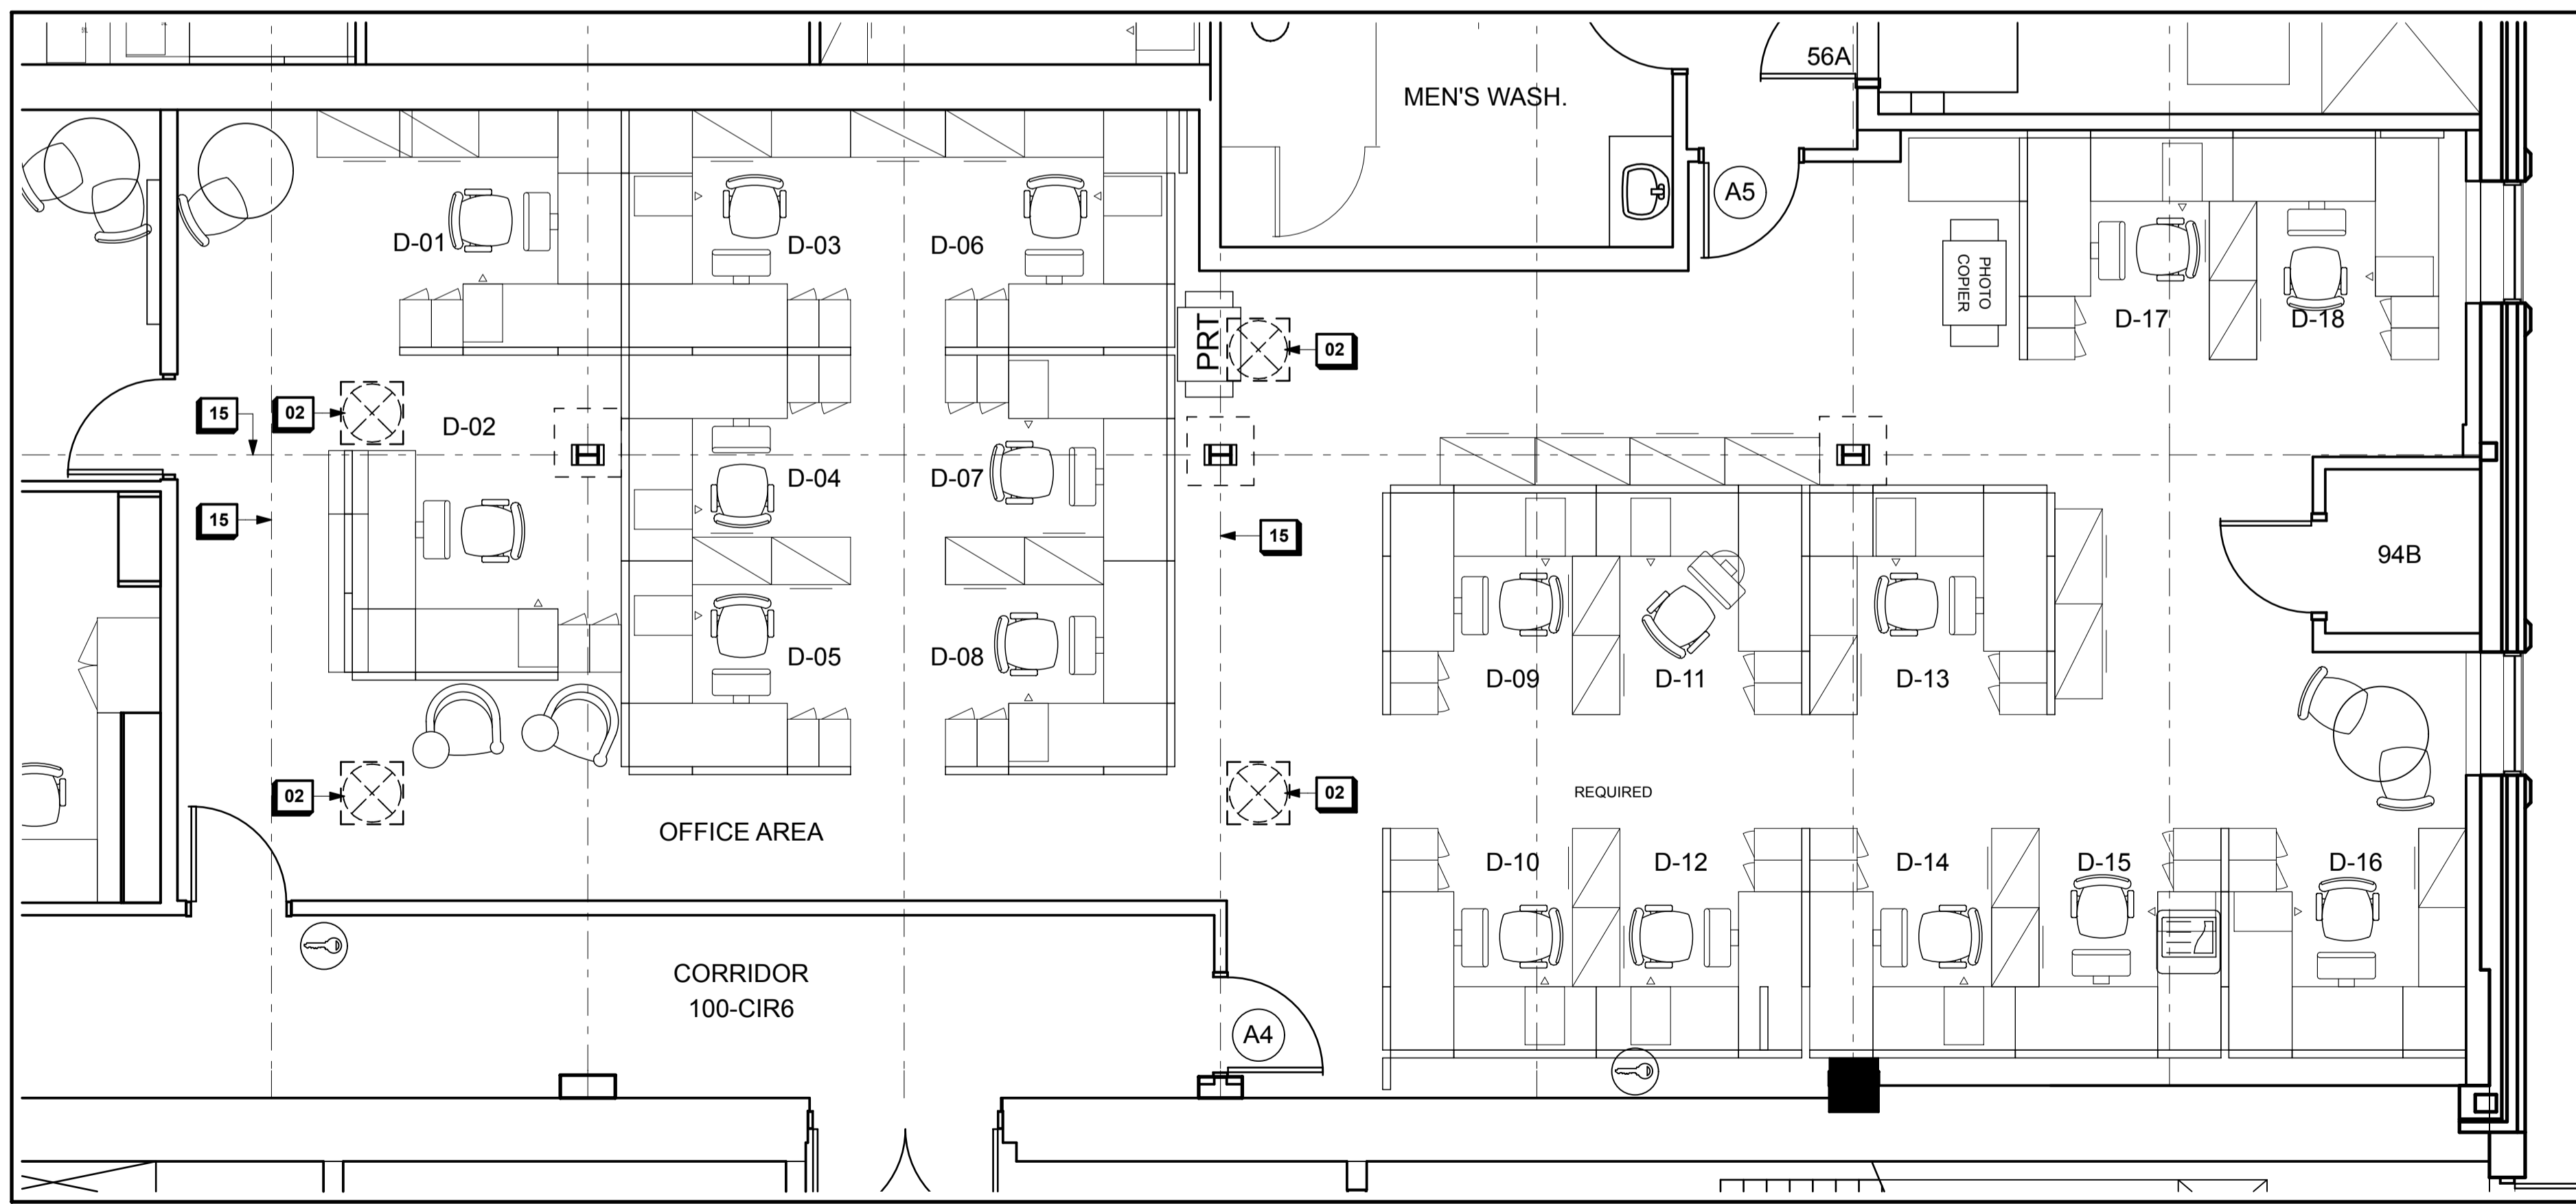 56A
MEN'S WASH.
A5
D-01
D-03
D-06
PHOTO
COPIER
D-17
D-18
PRT
02
15
02
D-02
D-04
D-07
15
15
94B
D-05
D-08
D-09
D-11
D-13
02
02
REQUIRED
OFFICE AREA
D-10
D-12
D-14
D-15
D-16
CORRIDOR
100-CIR6
A4